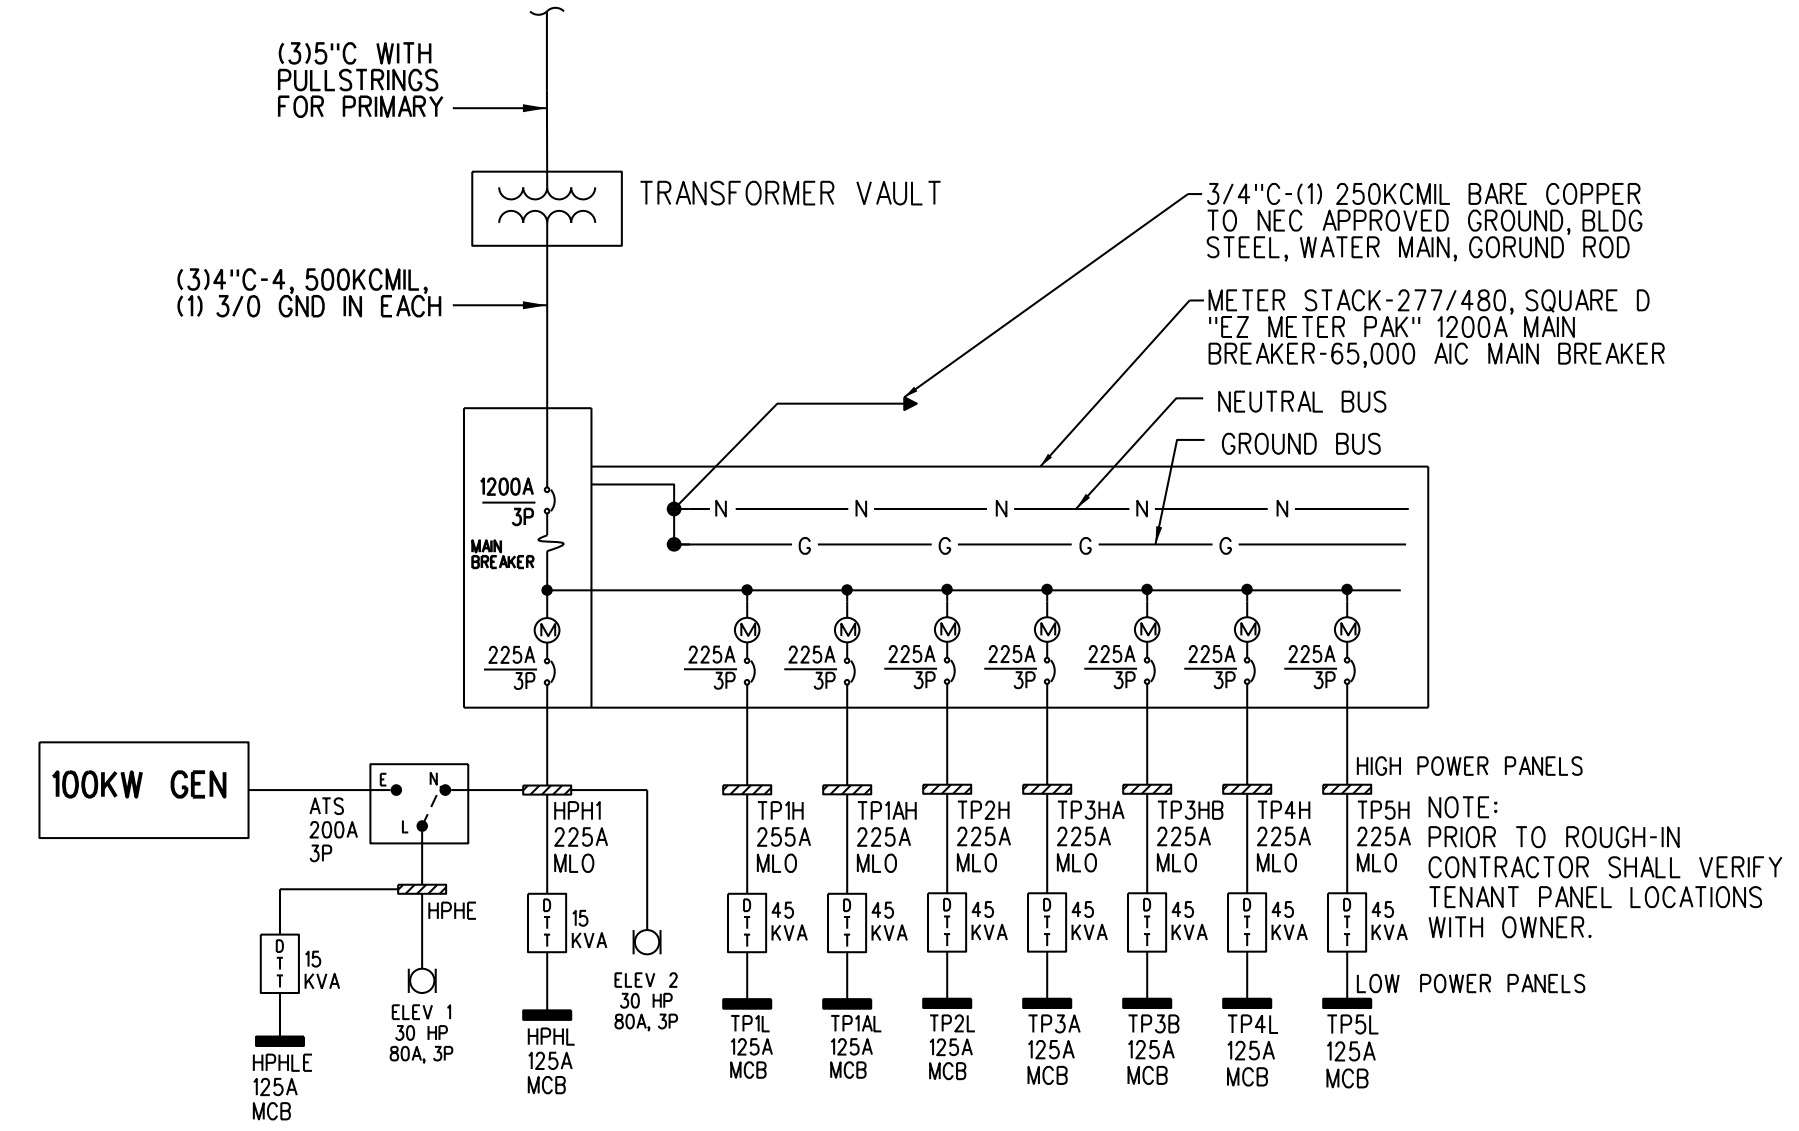 (3)5"C WITH
PULLSTRINGS
FOR PRIMARY
TRANSFORMER VAULT
3/4"C-(1) 250KCMIL BARE COPPER
TO NEC APPROVED GROUND, BLDG
STEEL, WATER MAIN, GORUND ROD
(3)4"C-4, 500KCMIL,
(1) 3/0 GND IN EACH
METER STACK-277/480, SQUARE D
"EZ METER PAK" 1200A MAIN
BREAKER-65,000 AIC MAIN BREAKER
NEUTRAL BUS
GROUND BUS
1200A
3P
MAIN
BREAKER
N N N N N
G G G G
M M M M M M M M
225A 225A 225A 225A 225A 225A 225A 225A
3P 3P 3P 3P 3P 3P 3P 3P
100KW GEN
E N
L
ATS
200A
3P
HIGH POWER PANELS
HPH1
225A
MLO
TP1H
255A
MLO
TP1AH
225A
MLO
TP2H
225A
MLO
TP3HA
225A
MLO
TP3HB
225A
MLO
TP4H
225A
MLO
TP5H
225A
MLO
NOTE:
PRIOR TO ROUGH-IN
CONTRACTOR SHALL VERIFY
TENANT PANEL LOCATIONS
WITH OWNER.
HPHE
D
T
T
15
KVA
D
T
T
15
KVA
D
T
T
45
KVA
D
T
T
45
KVA
D
T
T
45
KVA
D
T
T
45
KVA
D
T
T
45
KVA
D
T
T
45
KVA
D
T
T
45
KVA
LOW POWER PANELS
HPHLE
125A
MCB
ELEV 1
30 HP
80A, 3P
HPHL
125A
MCB
ELEV 2
30 HP
80A, 3P
TP1L
125A
MCB
TP1AL
125A
MCB
TP2L
125A
MCB
TP3A
125A
MCB
TP3B
125A
MCB
TP4L
125A
MCB
TP5L
125A
MCB